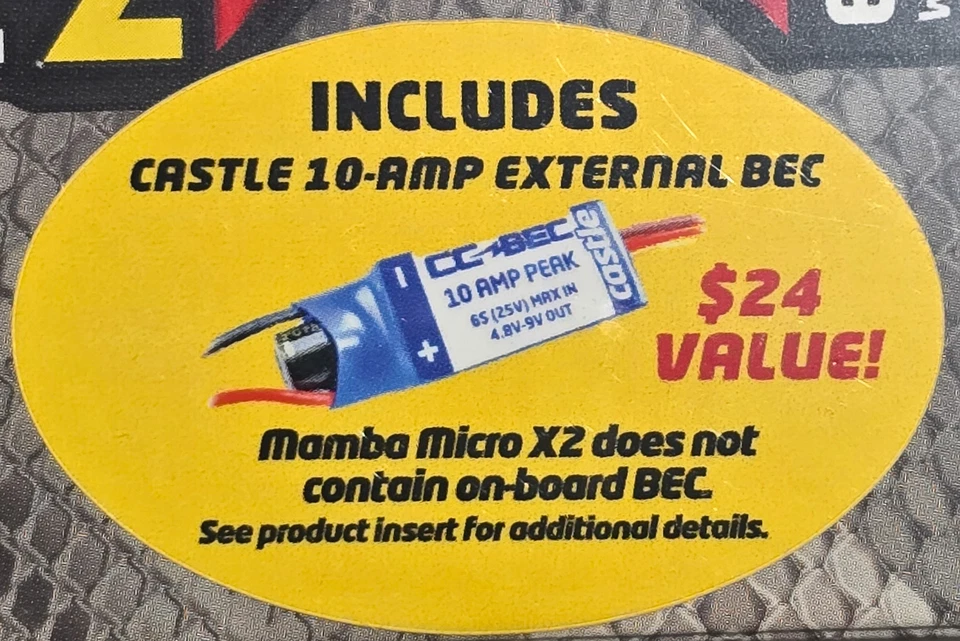 INCLUDES
CASTLE 10-AMP EXTERNAL BEC
CC BEC
castle
10 AMP PEAK
6S (25V) MAX IN
4.8V-9V OUT
$24
VALUE!
Mamba Micro X2 does not
contain on-board BEC.
See product insert for additional details.